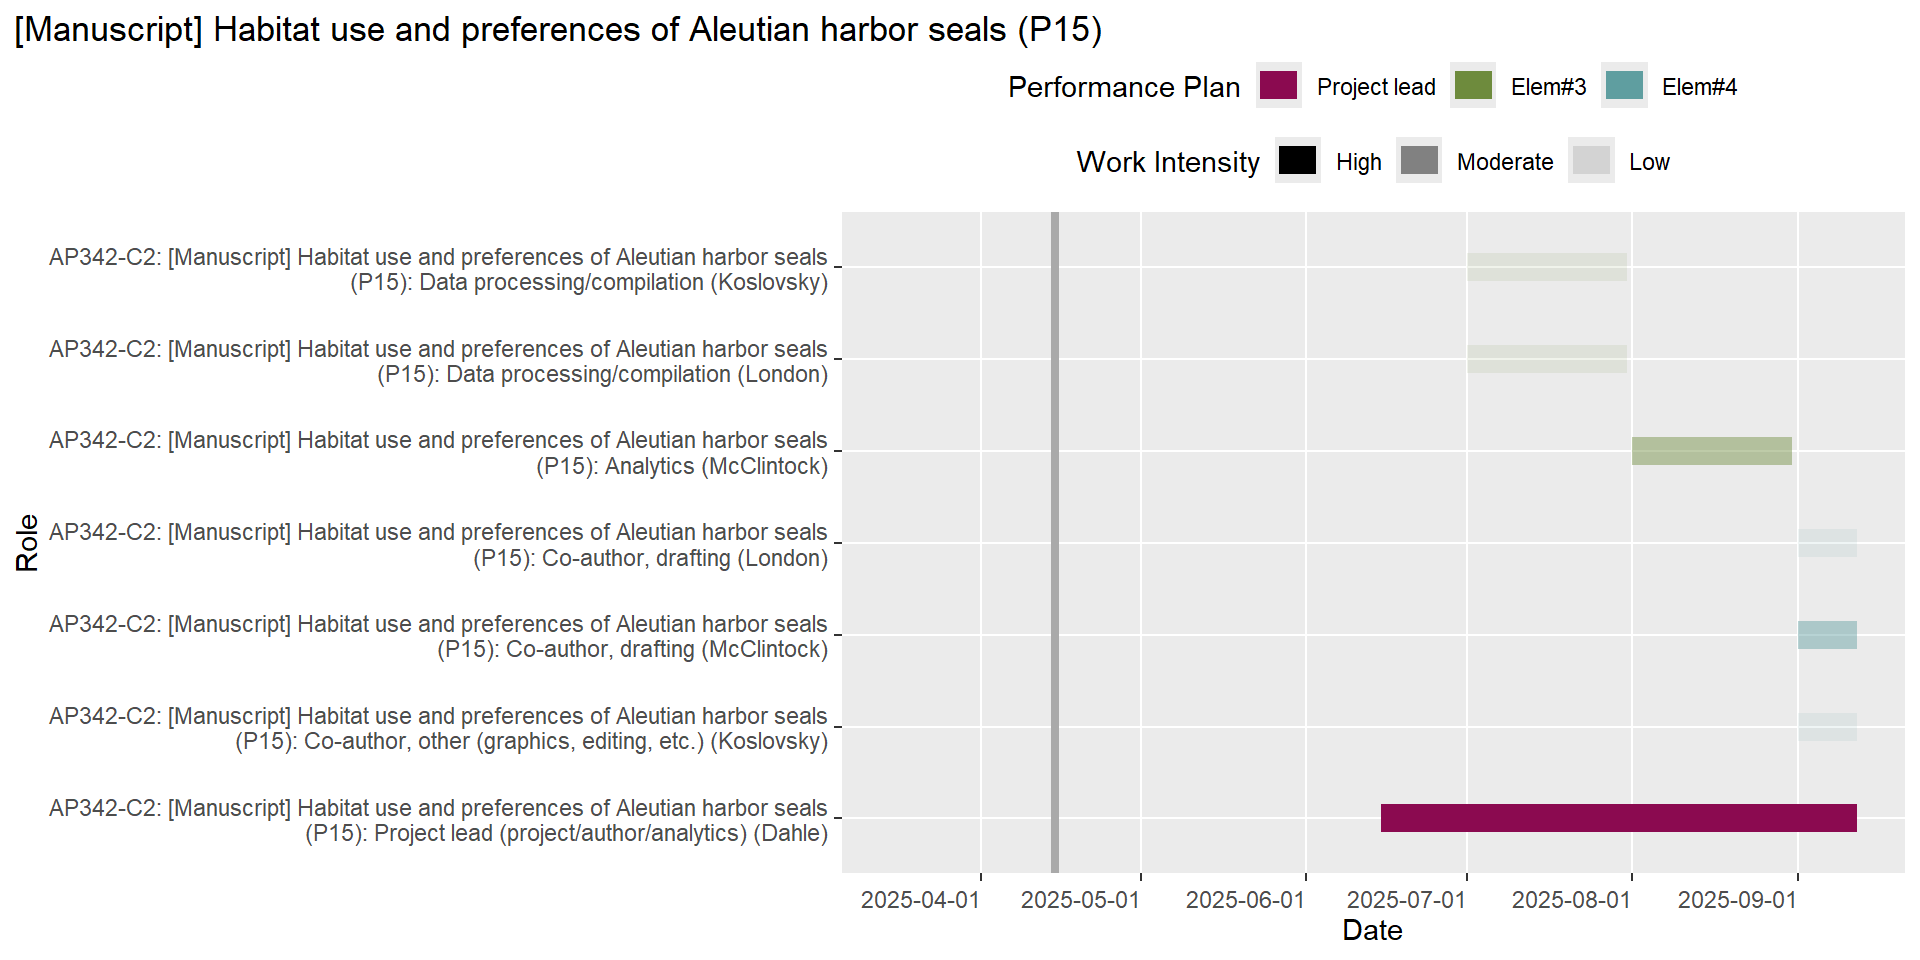 [Manuscript] Habitat use and preferences of Aleutian harbor seals (P15)
Performance Plan Project lead Elem#3 Elem#4
Work Intensity High Moderate Low
AP342-C2: [Manuscript] Habitat use and preferences of Aleutian harbor seals
(P15): Data processing/compilation (Koslovsky)
AP342-C2: [Manuscript] Habitat use and preferences of Aleutian harbor seals
(P15): Data processing/compilation (London)
AP342-C2: [Manuscript] Habitat use and preferences of Aleutian harbor seals
(P15): Analytics (McClintock)
AP342-C2: [Manuscript] Habitat use and preferences of Aleutian harbor seals
(P15): Co-author, drafting (London)
AP342-C2: [Manuscript] Habitat use and preferences of Aleutian harbor seals
(P15): Co-author, drafting (McClintock)
AP342-C2: [Manuscript] Habitat use and preferences of Aleutian harbor seals
(P15): Co-author, other (graphics, editing, etc.) (Koslovsky)
AP342-C2: [Manuscript] Habitat use and preferences of Aleutian harbor seals
(P15): Project lead (project/author/analytics) (Dahle)
Role
2025-04-01 2025-05-01 2025-06-01 2025-07-01 2025-08-01 2025-09-01
Date